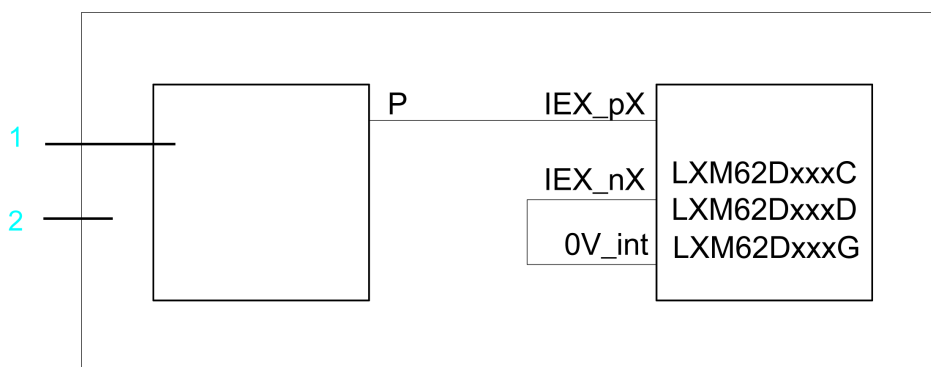 P
IEX_pX
1
IEX_nX
LXM62DxxxC
2
LXM62DxxxD
0V_int
LXM62DxxxG